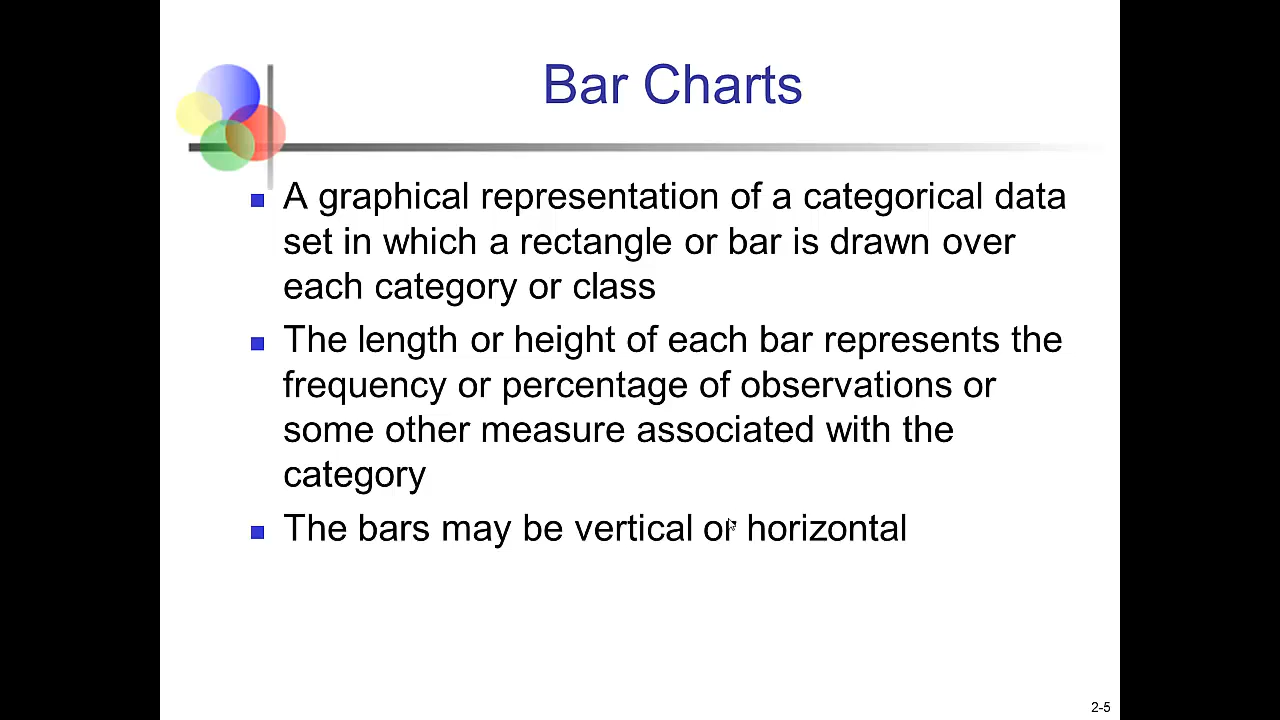 Bar Charts
A graphical representation of a categorical data
set in which a rectangle or bar is drawn over
each category or class
The length or height of each bar represents the
frequency or percentage of observations or
some other measure associated with the
category
The bars may be vertical or horizontal
2-5